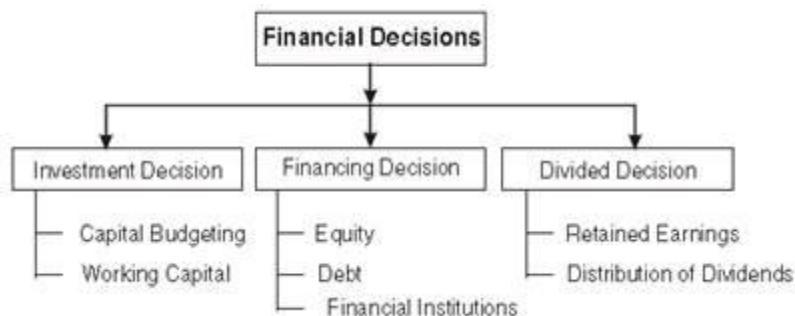 Financial Decisions
Investment Decision
Financing Decision
Divided Decision
Capital Budgeting
Working Capital
Equity
Debt
Financial Institutions
Retained Earnings
Distribution of Dividends